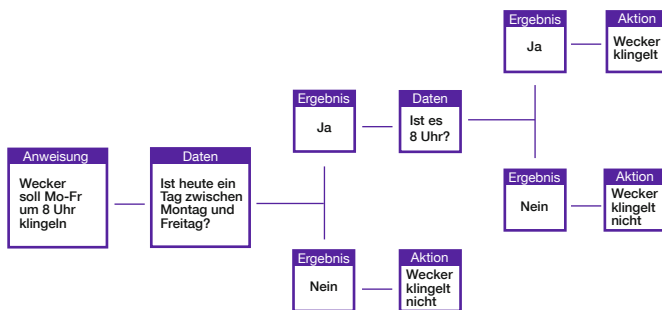 Anweisung
Wecker
soll Mo-Fr
um 8 Uhr
klingeln
Daten
Ist heute ein
Tag zwischen
Montag und
Freitag?
Ergebnis
Ja
Daten
Ist es
8 Uhr?
Ergebnis
Ja
Aktion
Wecker
klingelt
Ergebnis
Nein
Aktion
Wecker
klingelt
nicht
Ergebnis
Nein
Aktion
Wecker
klingelt
nicht